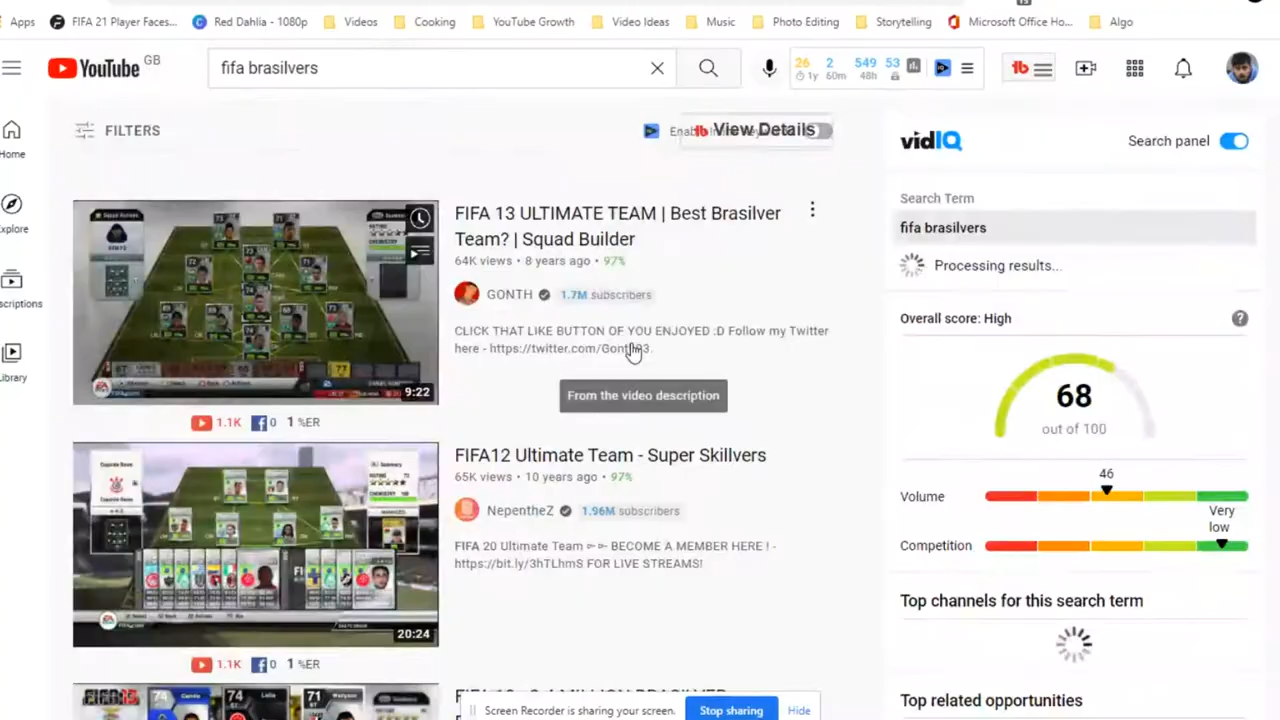 Apps
FIFA 21 Player Faces...
Red Dahlia - 1080p
Videos
Cooking
YouTube Growth
Video Ideas
Music
Photo Editing
Storytelling
Microsoft Office Ho...
Algo
YouTube GB
fifa brasilvers
26 2 549 53
1y 60m 48h
Home
FILTERS
View Details
vidIQ
Search panel
FIFA 13 ULTIMATE TEAM | Best Brasilver
Team? | Squad Builder
64K views • 8 years ago • 97%
GONTH
1.7M subscribers
CLICK THAT LIKE BUTTON OF YOU ENJOYED :D Follow my Twitter
here - https://twitter.com/Gonth93.
From the video description
9:22
1.1K 0 1 %ER
FIFA12 Ultimate Team - Super Skillvers
65K views • 10 years ago • 97%
NepentheZ
1.96M subscribers
FIFA 20 Ultimate Team ▻▻ BECOME A MEMBER HERE ! -
https://bit.ly/3hTLhmS FOR LIVE STREAMS!
20:24
1.1K 0 1 %ER
Search Term
fifa brasilvers
Processing results...
Overall score: High
68
out of 100
46
Volume
Very
low
Competition
Top channels for this search term
Top related opportunities
xplore
scriptions
Library
Screen Recorder is sharing your screen.
Stop sharing
Hide